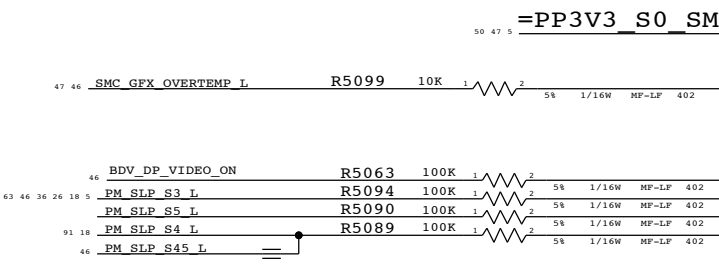 =PP3V3_S0_SM
50 47 5
47 46 SMC_GFX_OVERTEMP_L R5099 10K 1 2
5% 1/16W MF-LF 402
46 BDV_DP_VIDEO_ON R5063 100K 1 2
5% 1/16W MF-LF 402
63 46 36 26 18 5 PM_SLP_S3_L R5094 100K 1 2
5% 1/16W MF-LF 402
PM_SLP_S5_L R5090 100K 1 2
5% 1/16W MF-LF 402
91 18 PM_SLP_S4_L R5089 100K 1 2
5% 1/16W MF-LF 402
46 PM_SLP_S45_L